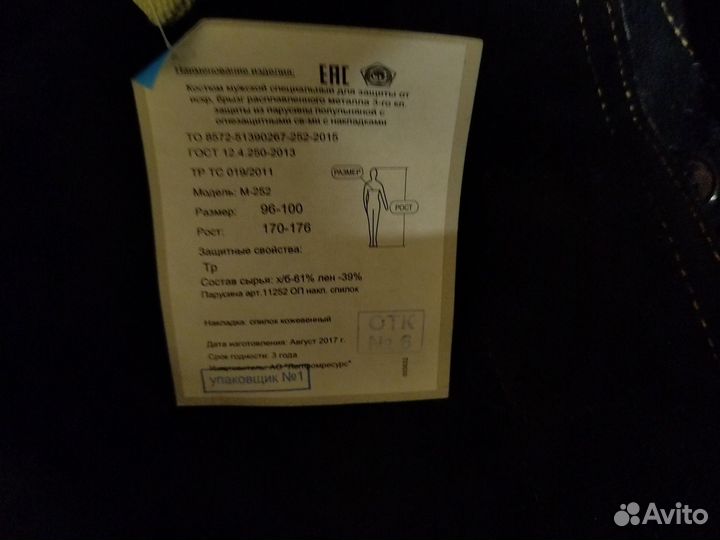 Наименование изделия: ЕАС
Костюм мужской специальный для защиты от
искр, брызг расплавленного металла 3-го кл.
защиты из парусины полульняной с
огнезащитными св-ми с накладками
ТО 8572-51390267-252-2015
ГОСТ 12.4.250-2013
ТР ТС 019/2011
Модель: М-252
Размер: 96-100
Рост: 170-176
РАЗМЕР
РОСТ
Защитные свойства:
Тр
Состав сырья: х/б-61% лен -39%
Парусина арт.11252 ОП накл. спилок
Накладка: спилок кожевенный
Дата изготовления: Август 2017 г.
Срок годности: 3 года
Изготовитель: АО "Легпромресурс"
ОТК
№ 6
упаковщик №1
Avito